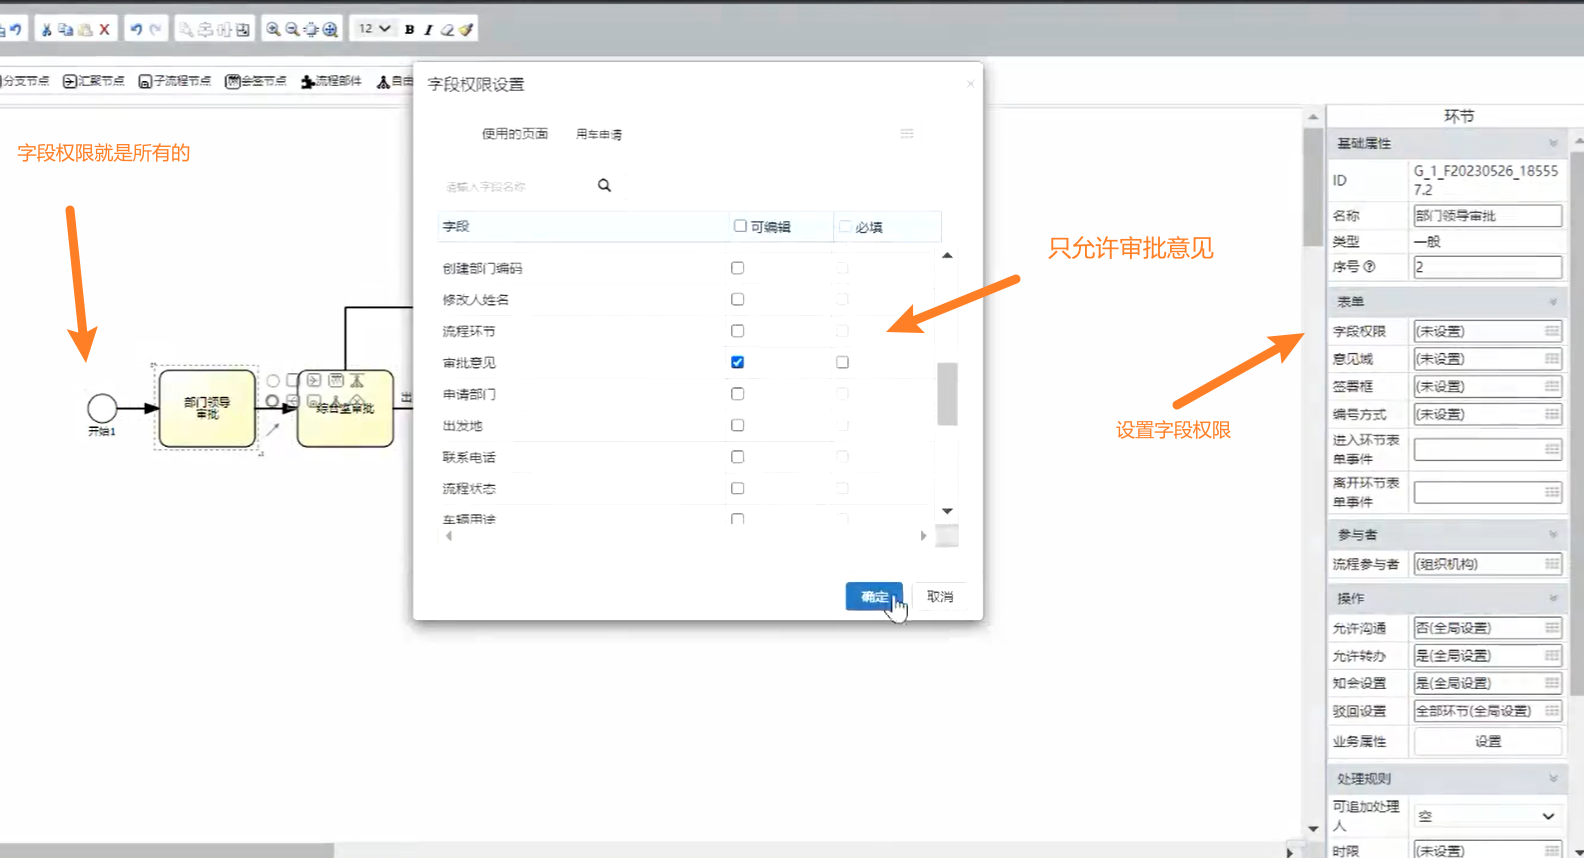 12 B I
分支节点 汇聚节点 子流程节点 会签节点 流程部件 自由
字段权限就是所有的
开始1
部门领导
审批
综合室审批
出
字段权限设置
使用的页面 用车申请
请输入字段名称
字段 可编辑 必填
创建部门编码
修改人姓名
流程环节
审批意见
申请部门
出发地
联系电话
流程状态
车辆用途
确定 取消
只允许审批意见
设置字段权限
环节
基础属性
ID G_1_F20230526_18555
7.2
名称 部门领导审批
类型 一般
序号 2
表单
字段权限 (未设置)
意见域 (未设置)
签署框 (未设置)
编号方式 (未设置)
进入环节表
单事件
离开环节表
单事件
参与者
流程参与者 (组织机构)
操作
允许沟通 否(全局设置)
允许转办 是(全局设置)
知会设置 是(全局设置)
驳回设置 全部环节(全局设置)
业务属性 设置
处理规则
可追加处理
人 空
时限 (未设置)